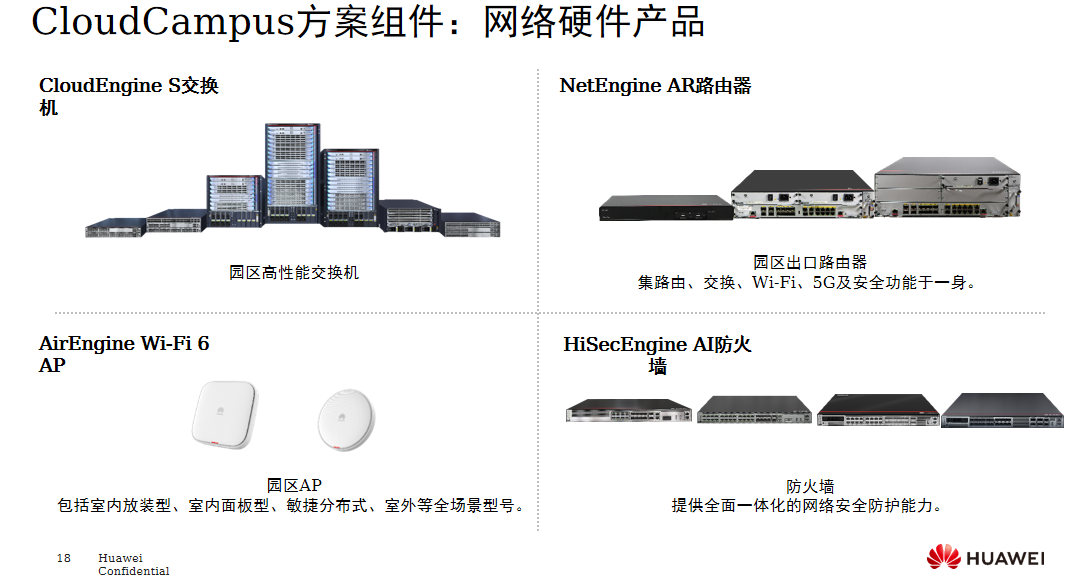 CloudCampus方案组件：网络硬件产品
CloudEngine S交换
机
园区高性能交换机
NetEngine AR路由器
园区出口路由器
集路由、交换、Wi-Fi、5G及安全功能于一身。
AirEngine Wi-Fi 6
AP
园区AP
包括室内放装型、室内面板型、敏捷分布式、室外等全场景型号。
HiSecEngine AI防火
墙
防火墙
提供全面一体化的网络安全防护能力。
18 Huawei
Confidential
HUAWEI